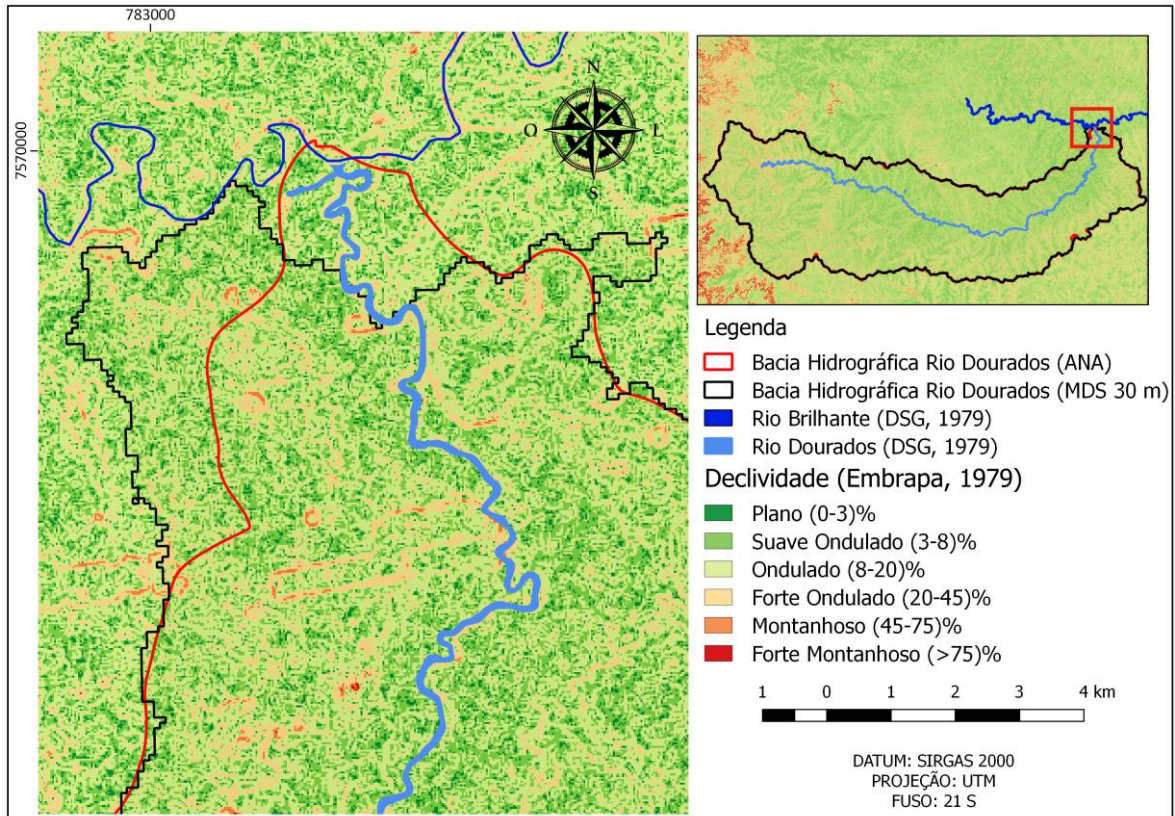 783000
7570000
N
O
L
S
Legenda
Bacia Hidrográfica Rio Dourados (ANA)
Bacia Hidrográfica Rio Dourados (MDS 30 m)
Rio Brilhante (DSG, 1979)
Rio Dourados (DSG, 1979)
Declividade (Embrapa, 1979)
Plano (0-3)%
Suave Ondulado (3-8)%
Ondulado (8-20)%
Forte Ondulado (20-45)%
Montanhoso (45-75)%
Forte Montanhoso (>75)%
1 0 1 2 3 4 km
DATUM: SIRGAS 2000
PROJEÇÃO: UTM
FUSO: 21 S